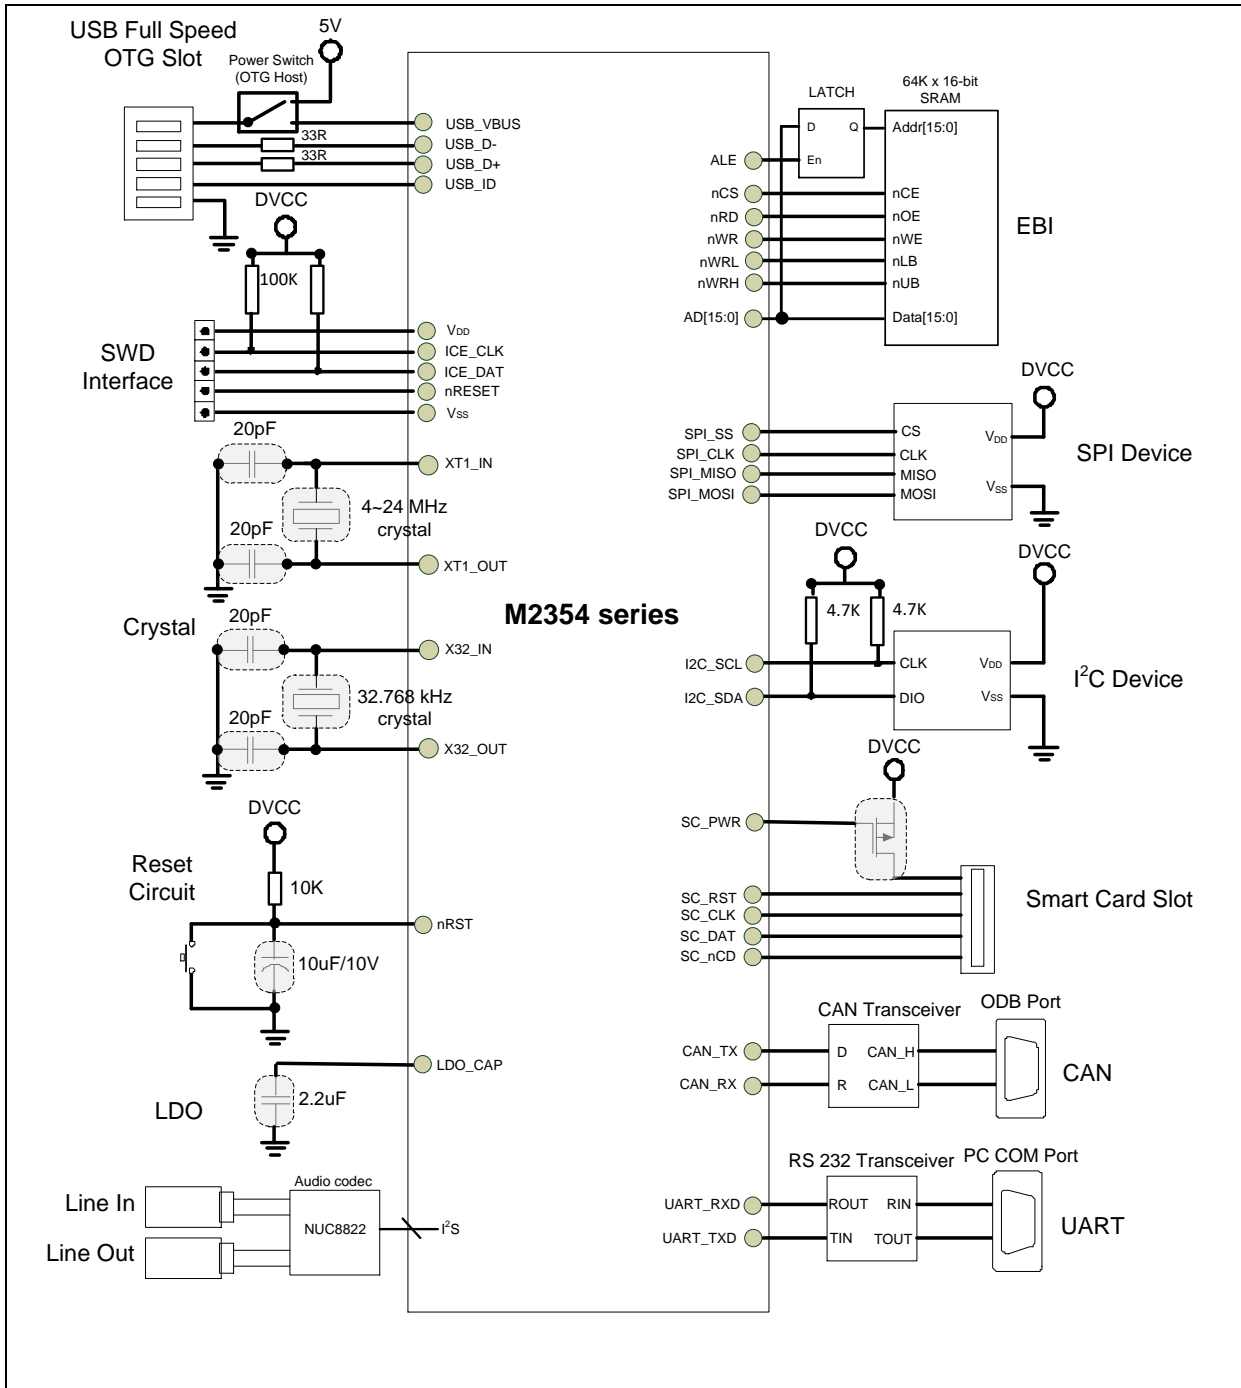 USB Full Speed
OTG Slot
5V
Power Switch
(OTG Host)
33R
33R
USB_VBUS
USB_D-
USB_D+
USB_ID
DVCC
100K
SWD
Interface
VDD
ICE_CLK
ICE_DAT
nRESET
VSS
20pF
XT1_IN
4~24 MHz
crystal
20pF
XT1_OUT
Crystal
20pF
X32_IN
32.768 kHz
crystal
20pF
X32_OUT
DVCC
Reset
Circuit
10K
nRST
10uF/10V
LDO_CAP
LDO
2.2uF
Line In
Line Out
Audio codec
NUC8822
I²S
M2354 series
LATCH
D
Q
En
64K x 16-bit
SRAM
Addr[15:0]
ALE
nCS
nCE
nRD
nOE
nWR
nWE
nWRL
nLB
nWRH
nUB
AD[15:0]
Data[15:0]
EBI
DVCC
SPI_SS
CS
SPI_CLK
CLK
SPI_MISO
MISO
SPI_MOSI
MOSI
VDD
VSS
SPI Device
DVCC
4.7K
4.7K
DVCC
I2C_SCL
CLK
I2C_SDA
DIO
VDD
VSS
I²C Device
DVCC
SC_PWR
SC_RST
SC_CLK
SC_DAT
SC_nCD
Smart Card Slot
CAN Transceiver
ODB Port
CAN_TX
D
CAN_H
CAN_RX
R
CAN_L
CAN
RS 232 Transceiver
PC COM Port
UART_RXD
ROUT
RIN
UART_TXD
TIN
TOUT
UART